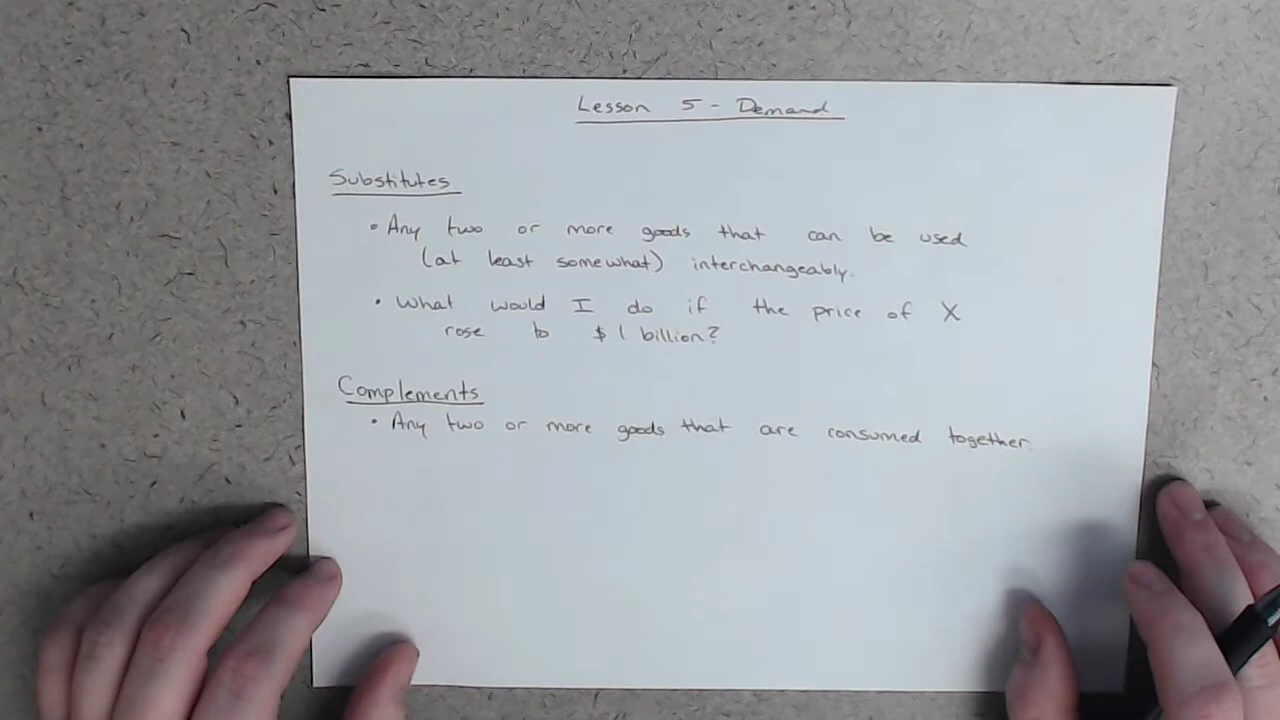 Lesson 5 - Demand
Substitutes
• Any two or more goods that can be used
(at least somewhat) interchangeably.
• What would I do if the price of X
rose to $1 billion?
Complements
• Any two or more goods that are consumed together.